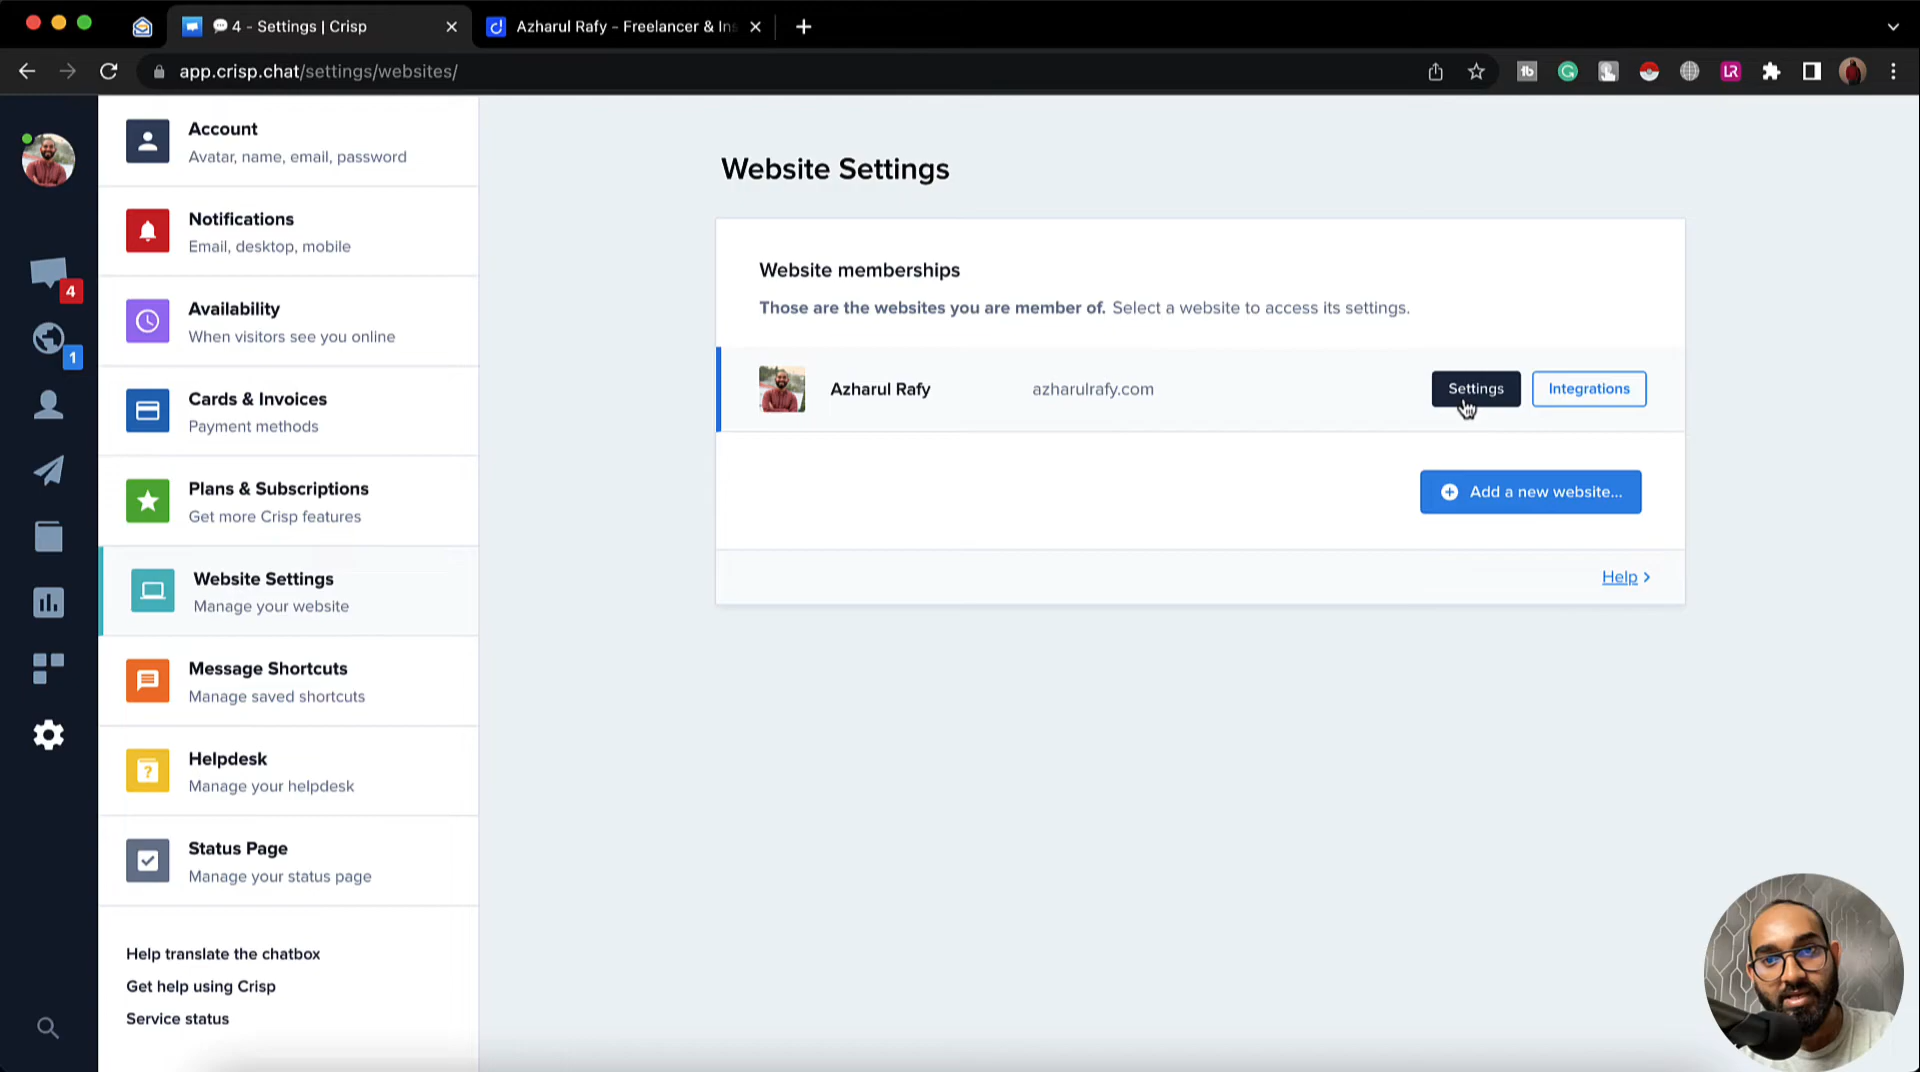 4 - Settings | Crisp
Azharul Rafy - Freelancer & Ins
app.crisp.chat/settings/websites/
tb
LR
4
1
Account
Avatar, name, email, password
Notifications
Email, desktop, mobile
Availability
When visitors see you online
Cards & Invoices
Payment methods
Plans & Subscriptions
Get more Crisp features
Website Settings
Manage your website
Message Shortcuts
Manage saved shortcuts
Helpdesk
Manage your helpdesk
Status Page
Manage your status page
Help translate the chatbox
Get help using Crisp
Service status
Website Settings
Website memberships
Those are the websites you are member of. Select a website to access its settings.
Azharul Rafy azharulrafy.com Settings Integrations
Add a new website...
Help